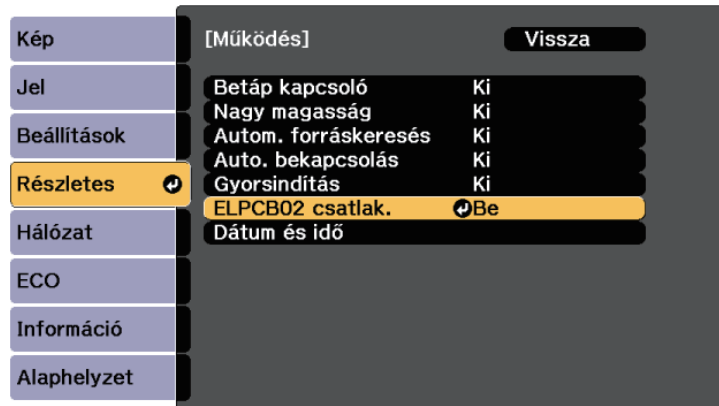 Kép
Jel
Beállítások
Részletes
Hálózat
ECO
Információ
Alaphelyzet
[Működés] Vissza
Betáp kapcsoló Ki
Nagy magasság Ki
Autom. forráskeresés Ki
Auto. bekapcsolás Ki
Gyorsindítás Ki
ELPCB02 csatlak. Be
Dátum és idő